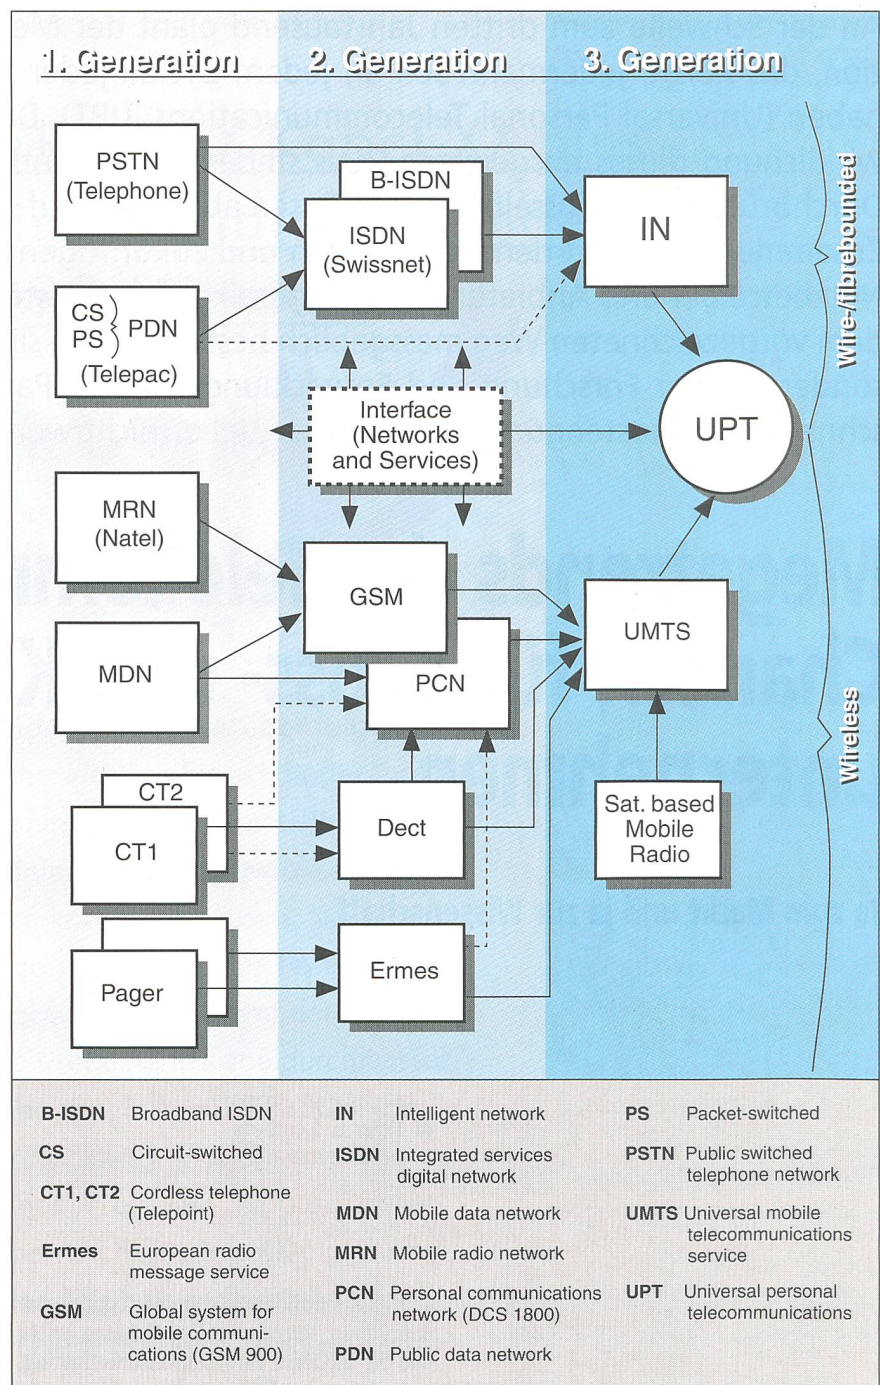 1. Generation
2. Generation
3. Generation
PSTN
(Telephone)
CS
PS
PDN
(Telepac)
MRN
(Natel)
MDN
CT2
CT1
Pager
B-ISDN
ISDN
(Swissnet)
Interface
(Networks
and Services)
GSM
PCN
Dect
Ermes
IN
UPT
UMTS
Sat. based
Mobile
Radio
Wire-/fibrebounded
Wireless
B-ISDN Broadband ISDN
CS Circuit-switched
CT1, CT2 Cordless telephone
(Telepoint)
Ermes European radio
message service
GSM Global system for
mobile communi-
cations (GSM 900)
IN Intelligent network
ISDN Integrated services
digital network
MDN Mobile data network
MRN Mobile radio network
PCN Personal communications
network (DCS 1800)
PDN Public data network
PS Packet-switched
PSTN Public switched
telephone network
UMTS Universal mobile
telecommunications
service
UPT Universal personal
telecommunications